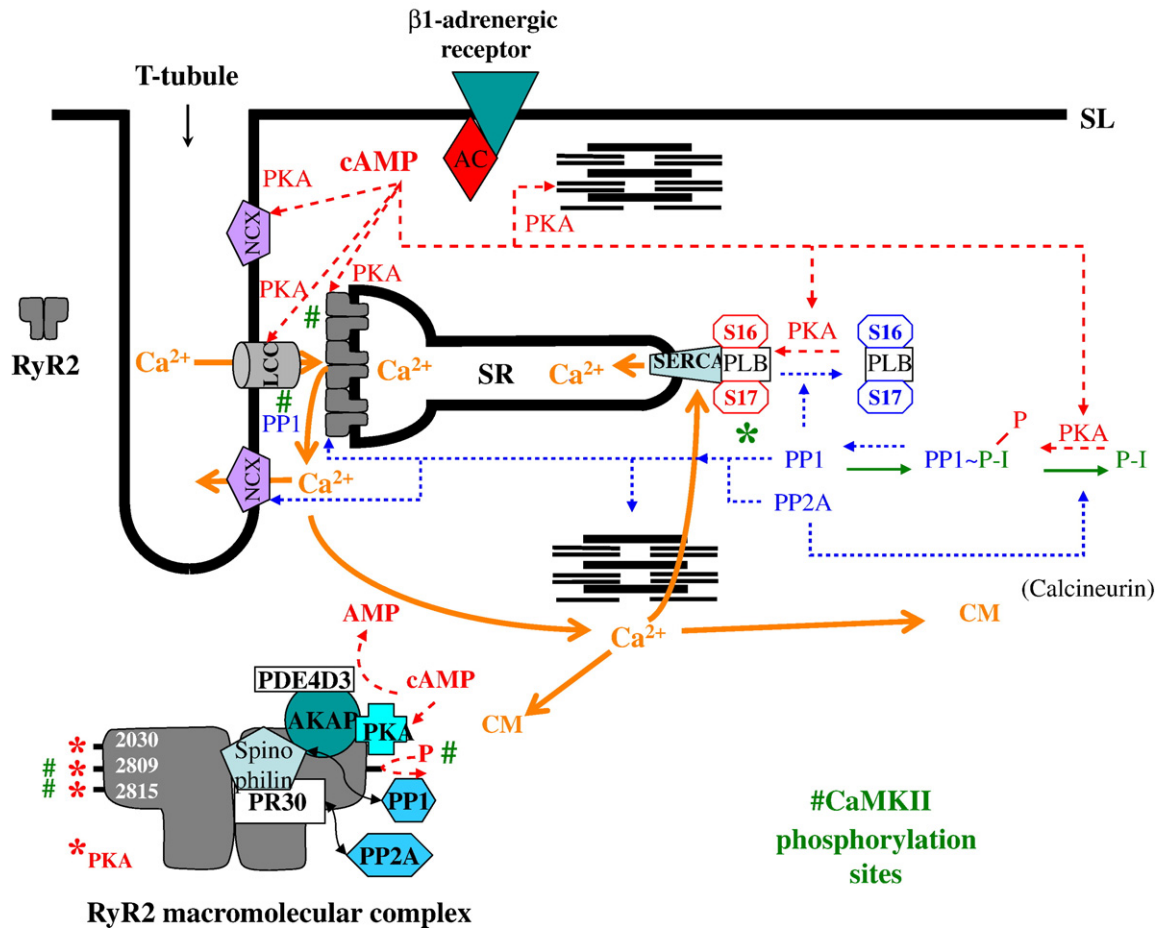 β1-adrenergic
receptor
T-tubule
SL
AC
cAMP
PKA
NCX
PKA
PKA
PKA
#
RyR2
Ca2+
LCC
#
PP1
Ca2+
SR
Ca2+
SERCA
S16
PLB
S17
*
PKA
S16
PLB
S17
P
PKA
PP1
PP1~P-I
P-I
PP2A
NCX
Ca2+
(Calcineurin)
Ca2+
CM
CM
AMP
cAMP
PDE4D3
AKAP
PKA
P
#
* 2030
# * 2809
# * 2815
Spino
philin
PR30
PP1
PP2A
*PKA
#CaMKII
phosphorylation
sites
RyR2 macromolecular complex